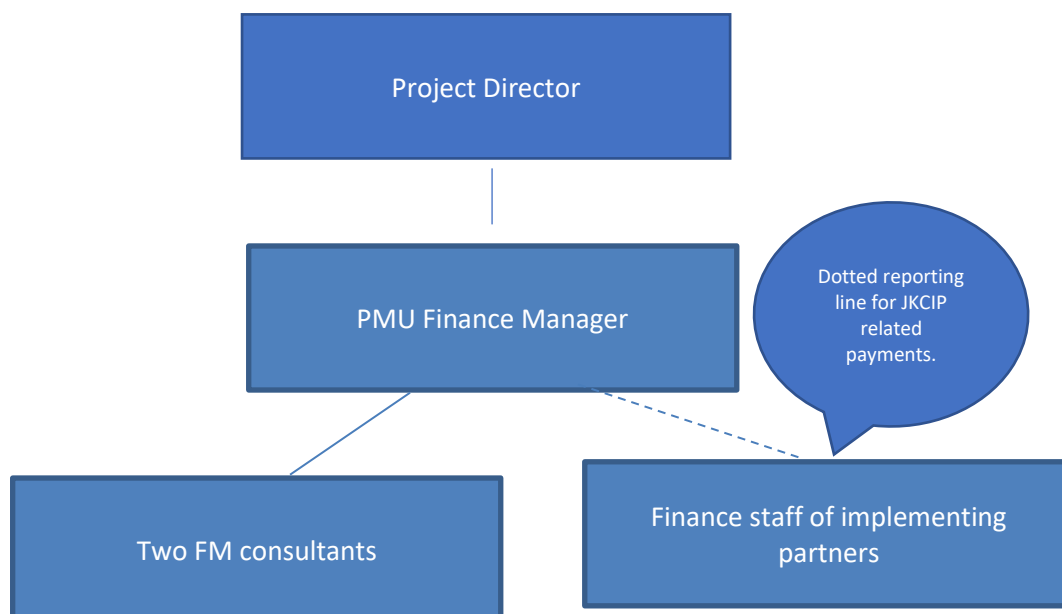 Project Director
PMU Finance Manager
Dotted reporting
line for JKCIP
related
payments.
Two FM consultants
Finance staff of implementing
partners